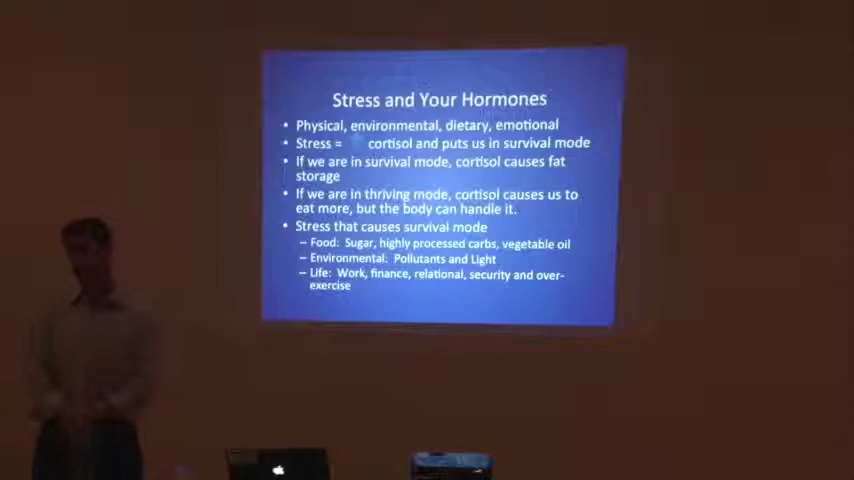 Stress and Your Hormones
• Physical, environmental, dietary, emotional
• Stress = cortisol and puts us in survival mode
• If we are in survival mode, cortisol causes fat
storage
• If we are in thriving mode, cortisol causes us to
eat more, but the body can handle it.
• Stress that causes survival mode
– Food: Sugar, highly processed carbs, vegetable oil
– Environmental: Pollutants and Light
– Life: Work, finance, relational, security and over-
exercise